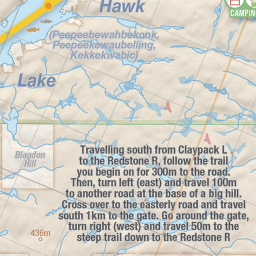 Hawk
CAMPIN
(Peepeebewahbekonk,
Peepeekewaubelling,
Kekkekwabic)
Lake
Blandon
Hill
Travelling south from Claypack L
to the Redstone R, follow the trail
you begin on for 300m to the road.
Then, turn left (east) and travel 100m
to another road at the base of a big hill.
Cross over to the easterly road and travel
south 1km to the gate. Go around the gate,
turn right (west) and travel 50m to the
steep trail down to the Redstone R
436m